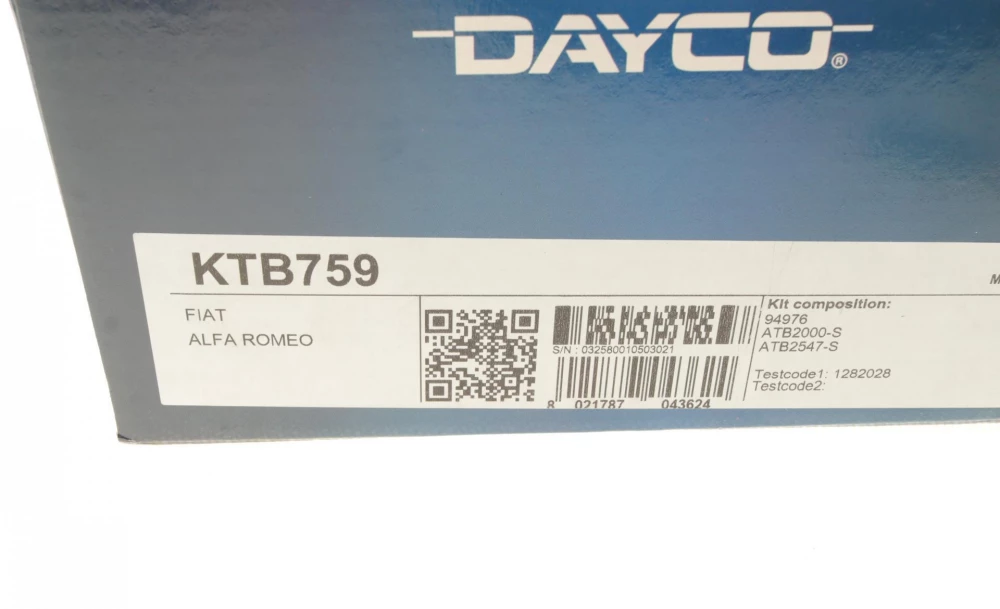 DAYCO®
KTB759
M
FIAT
ALFA ROMEO
S/N : 032580010503021
8 021787 043624
Kit composition:
94976
ATB2000-S
ATB2547-S
Testcode1: 1282028
Testcode2: